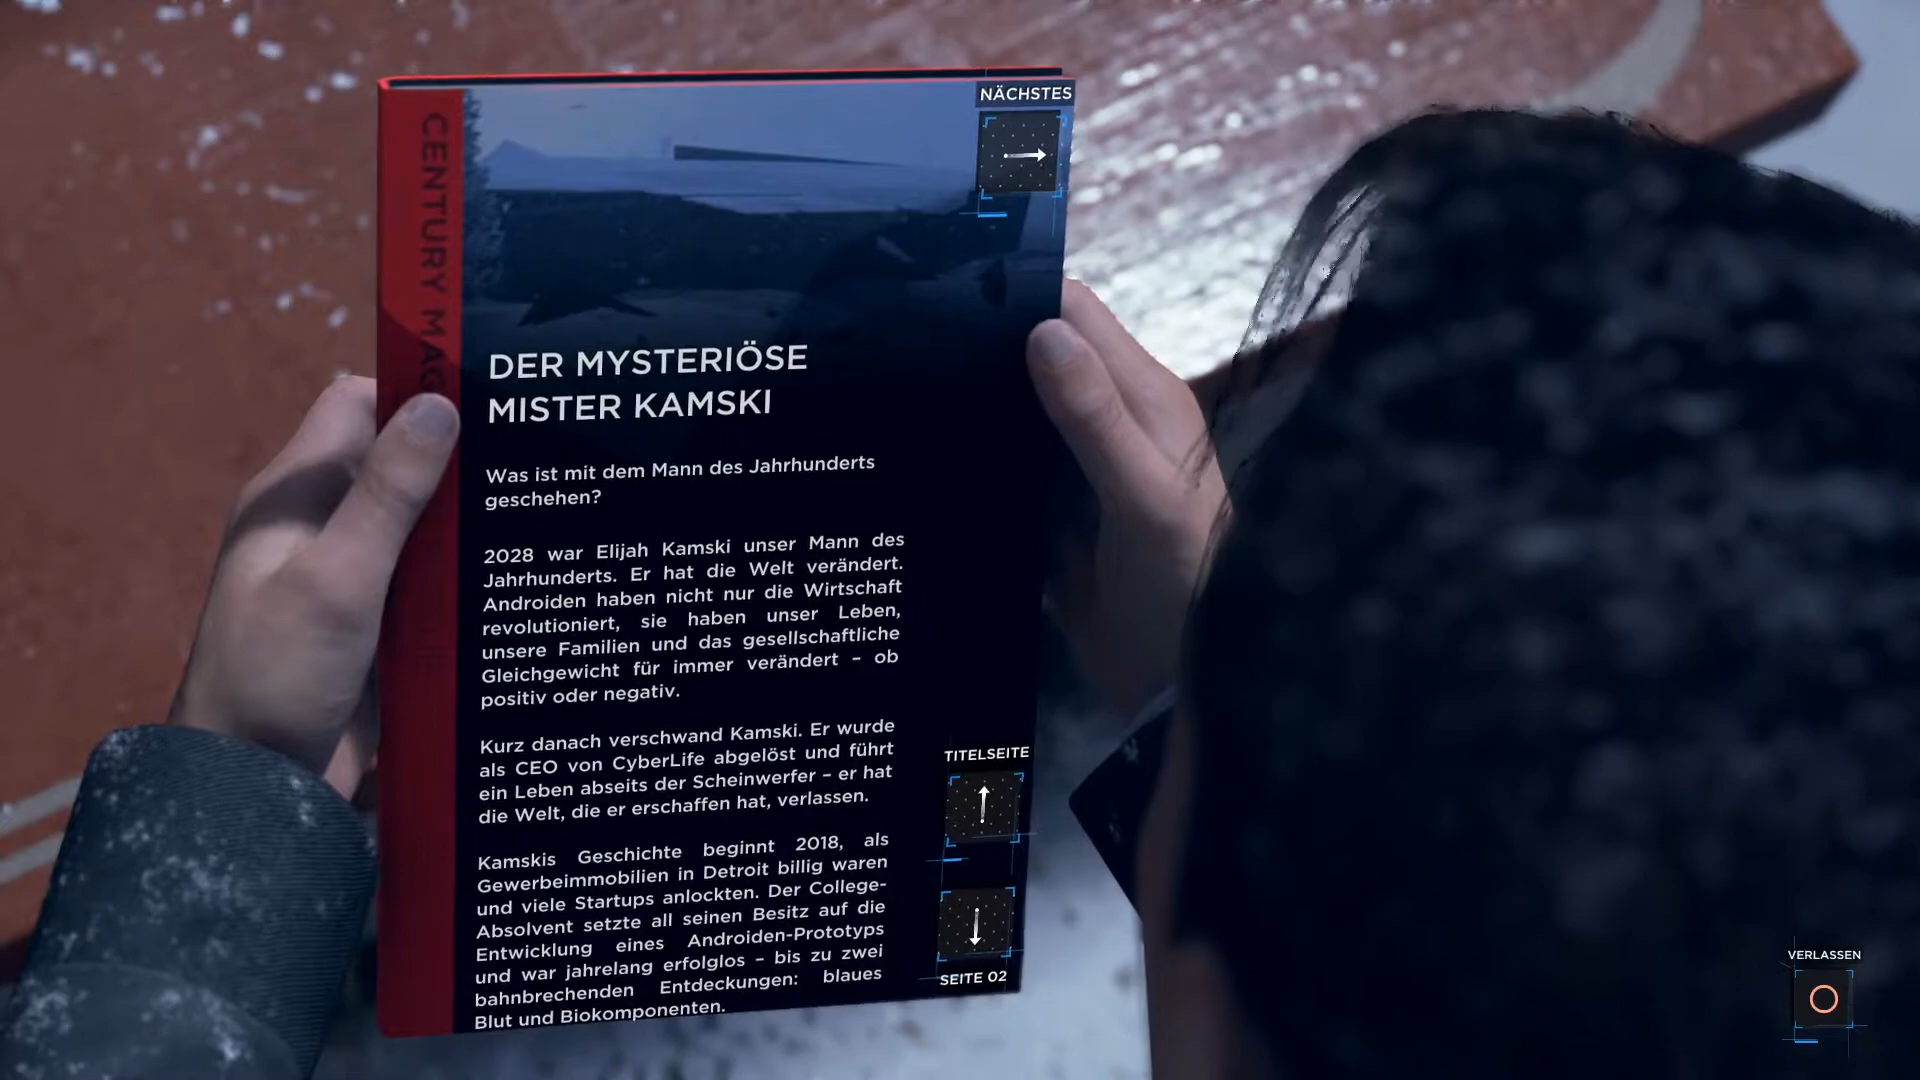 CENTURY MAG
NÄCHSTES
DER MYSTERIÖSE
MISTER KAMSKI
Was ist mit dem Mann des Jahrhunderts
geschehen?
2028 war Elijah Kamski unser Mann des
Jahrhunderts. Er hat die Welt verändert.
Androiden haben nicht nur die Wirtschaft
revolutioniert, sie haben unser Leben,
unsere Familien und das gesellschaftliche
Gleichgewicht für immer verändert – ob
positiv oder negativ.
Kurz danach verschwand Kamski. Er wurde
als CEO von CyberLife abgelöst und führt
ein Leben abseits der Scheinwerfer – er hat
die Welt, die er erschaffen hat, verlassen.
Kamskis Geschichte beginnt 2018, als
Gewerbeimmobilien in Detroit billig waren
und viele Startups anlockten. Der College-
Absolvent setzte all seinen Besitz auf die
Entwicklung eines Androiden-Prototyps
und war jahrelang erfolglos – bis zu zwei
bahnbrechenden Entdeckungen: blaues
Blut und Biokomponenten.
TITELSEITE
SEITE 02
VERLASSEN